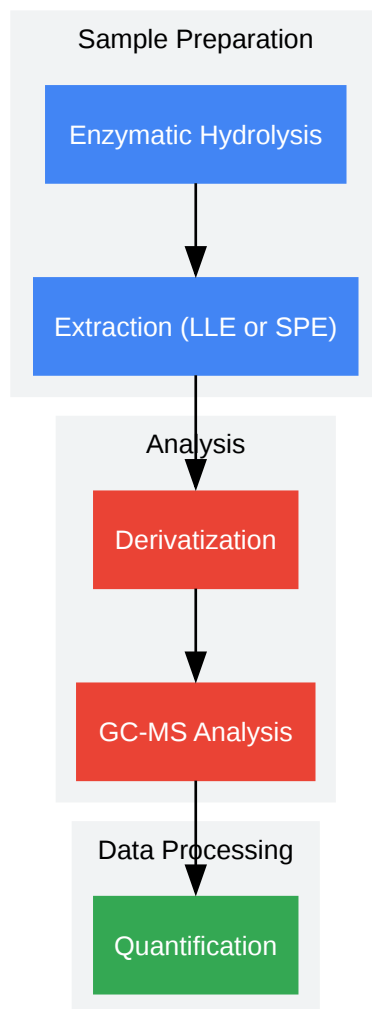 Sample Preparation
Enzymatic Hydrolysis
Extraction (LLE or SPE)
Analysis
Derivatization
GC-MS Analysis
Data Processing
Quantification